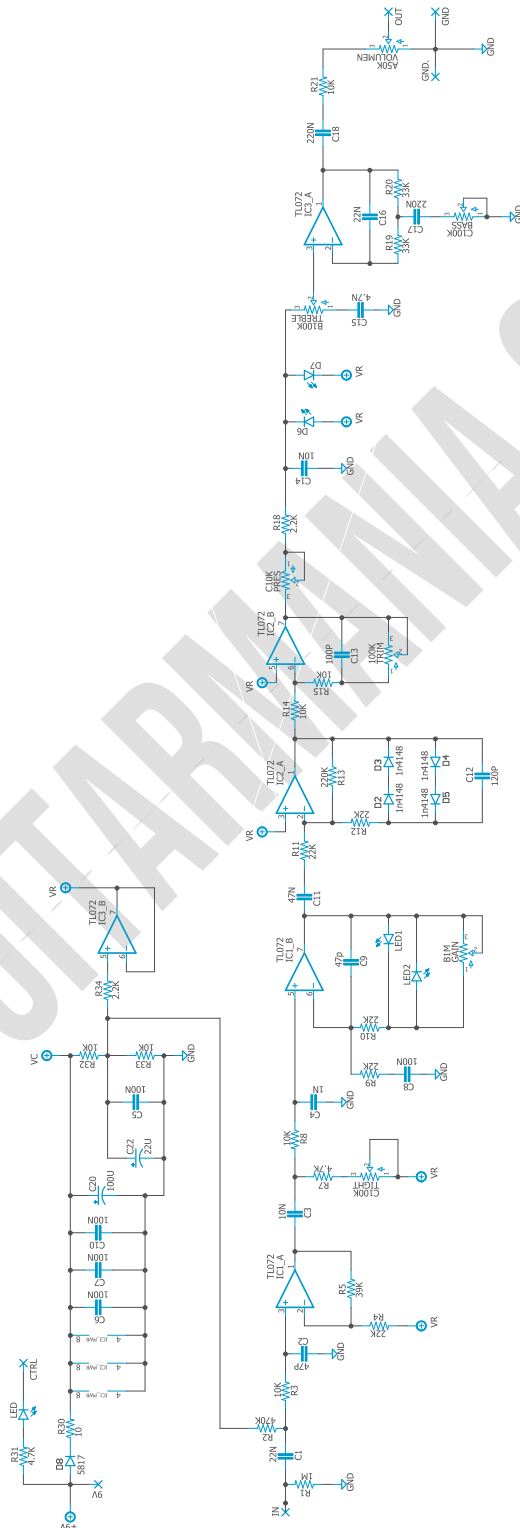 OUT
GND
A50K
VOLUMEN
GND.
GND
R21
10K
220N
C18
TL072
IC3_A
22N
C16
R20
33K
R19
33K
220N
C17
C100K
BASS
GND
B100K
TREBLE
4.7N
C15
GND
D7
VR
D6
VR
10N
C14
GND
R18
2.2K
C10K
PRES
TL072
IC2_B
VR
100P
C13
10K
R15
100K
TRIM
R14
10K
TL072
IC2_A
VR
220K
R13
D3
1n4148
D2
1n4148
D4
1n4148
D5
1n4148
C12
120P
22K
R12
R11
22K
47N
C11
TL072
IC1_B
47P
C9
LED1
LED2
B1M
GAIN
22K
R10
22K
R9
100N
C8
GND
1N
C4
GND
10K
R8
4.7K
R7
C100K
TIGHT
VR
10N
C3
TL072
IC1_A
R5
39K
R4
22K
VR
C2
47P
GND
10K
R3
R2
470K
22N
C1
R1
1M
GND
IN
VR
TL072
IC3_B
R34
2.2K
VC
10K
R32
10K
R33
GND
100N
C5
C22
22U
C20
100U
100N
C10
100N
C7
100N
C6
IC3_PWR
IC2_PWR
IC1_PWR
CTRL
LED
R31
4.7K
R30
10
D8
5817
9V
+9V
UITARMANIA